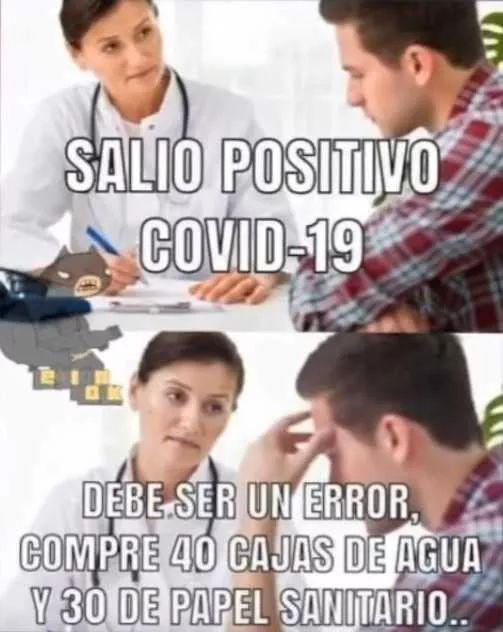 SALIO POSITIVO
COVID-19
DEBE SER UN ERROR,
COMPRE 40 CAJAS DE AGUA
Y 30 DE PAPEL SANITARIO..